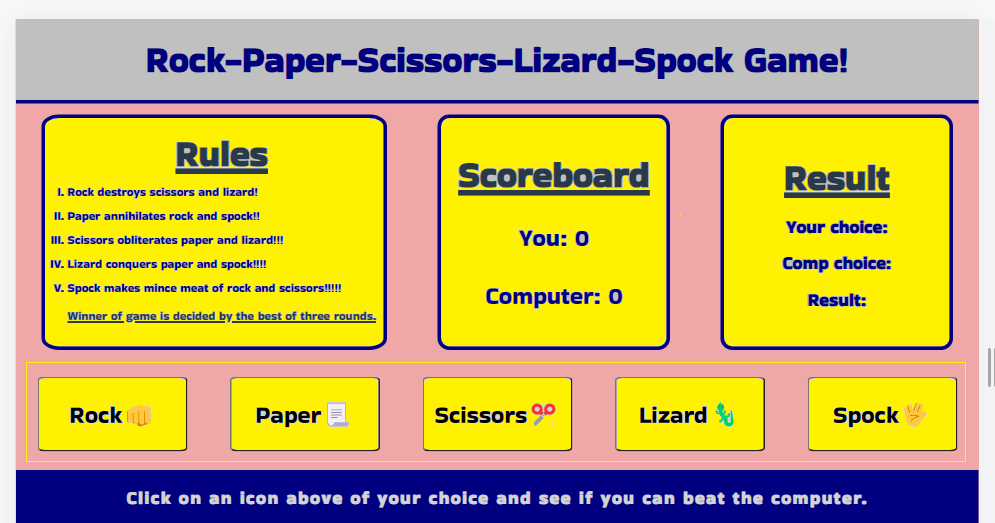 Rock-Paper-Scissors-Lizard-Spock Game!
Rules
I. Rock destroys scissors and lizard!
II. Paper annihilates rock and spock!!
III. Scissors obliterates paper and lizard!!!
IV. Lizard conquers paper and spock!!!!
V. Spock makes mince meat of rock and scissors!!!!!
Winner of game is decided by the best of three rounds.
Scoreboard
You: 0
Computer: 0
Result
Your choice:
Comp choice:
Result:
Rock
Paper
Scissors
Lizard
Spock
Click on an icon above of your choice and see if you can beat the computer.